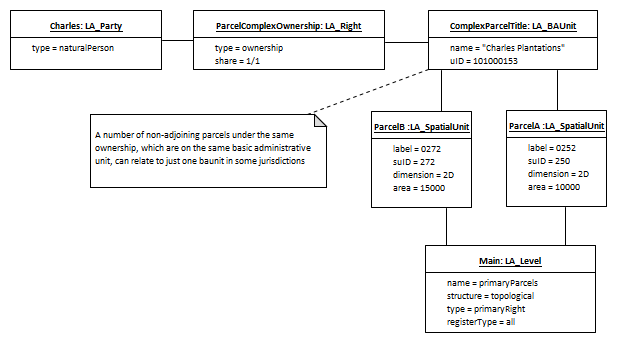 Charles: LA_Party
type = naturalPerson
ParcelComplexOwnership: LA_Right
type = ownership
share = 1/1
ComplexParcelTitle: LA_BAUnit
name = "Charles Plantations"
uID = 101000153
A number of non-adjoining parcels under the same
ownership, which are on the same basic administrative
unit, can relate to just one baunit in some jurisdictions
ParcelB :LA_SpatialUnit
label = 0272
suID = 272
dimension = 2D
area = 15000
ParcelA :LA_SpatialUnit
label = 0252
suID = 250
dimension = 2D
area = 10000
Main: LA_Level
name = primaryParcels
structure = topological
type = primaryRight
registerType = all